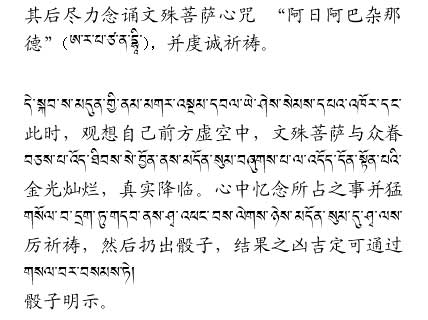 其后尽力念诵文殊菩萨心咒 “阿日阿巴杂那
德”(ཨ་ར་པ་ཙ་ན་དྷཱི༔),并虔诚祈祷。
དེ་སྐབ་ས་མདུན་གྱི་ནམ་མཁར་འཇམ་དཔལ་ཡེ་ཤེས་སེམས་དཔའ་འཁོར་དང་
此时,观想自己前方虚空中,文殊菩萨与众眷
བཅས་པ་འོད་ཐིབས་སེ་བྱོན་ནས་མངོན་སུམ་བཞུགས་པ་ལ་འདོད་དོན་སྟོན་པའི་
金光灿烂,真实降临。心中忆念所占之事并猛
གསོལ་བ་དྲག་ཏུ་གདབ་ནས་ཤྭ་འཕང་བས་ལེགས་ཉེས་མངོན་སུམ་དུ་ཤྭ་ལས་
厉祈祷,然后扔出骰子,结果之凶吉定可通过
གསལ་བར་བསམས་ཏེ།
骰子明示。